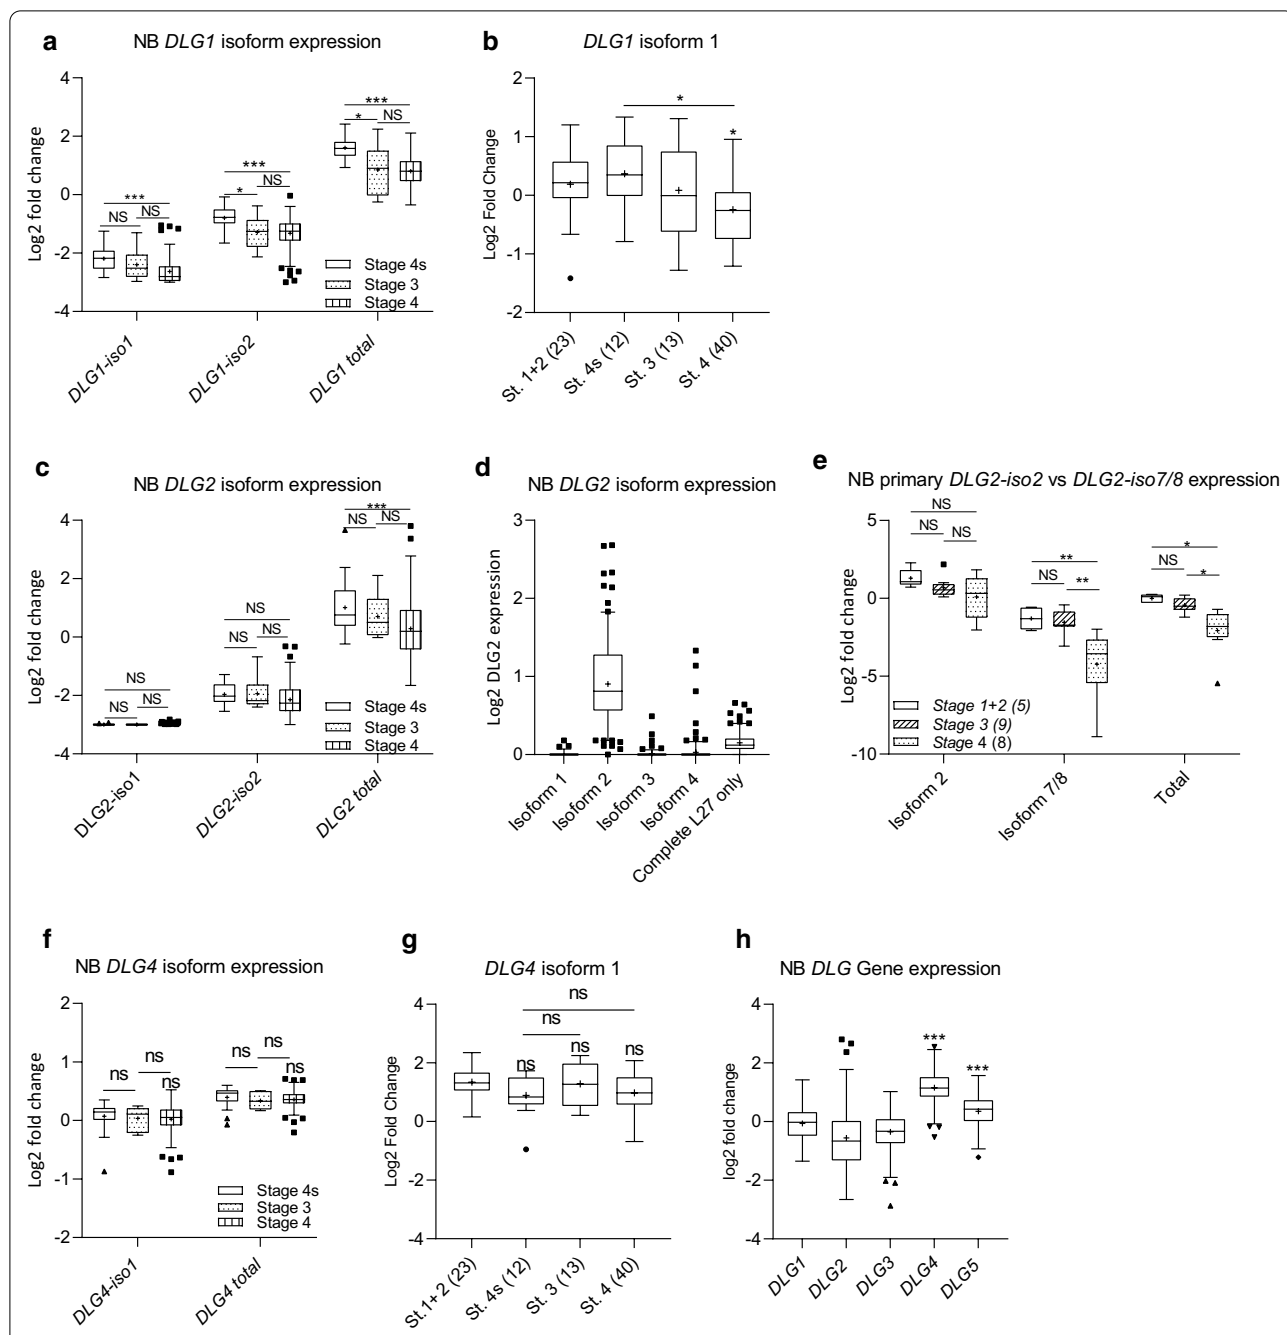 a
NB DLG1 isoform expression
Log2 fold change
4
2
0
-2
-4
***
NS NS
***
NS
*
***
* NS
Stage 4s
Stage 3
Stage 4
DLG1-iso1
DLG1-iso2
DLG1 total
b
DLG1 isoform 1
Log2 Fold Change
2
1
0
-1
-2
*
*
St. 1+2 (23)
St. 4s (12)
St. 3 (13)
St. 4 (40)
c
NB DLG2 isoform expression
Log2 fold change
4
2
0
-2
-4
NS
NS NS
NS
NS NS
***
NS NS
Stage 4s
Stage 3
Stage 4
DLG2-iso1
DLG2-iso2
DLG2 total
d
NB DLG2 isoform expression
Log2 DLG2 expression
3
2
1
0
Isoform 1
Isoform 2
Isoform 3
Isoform 4
Complete L27 only
e
NB primary DLG2-iso2 vs DLG2-iso7/8 expression
Log2 fold change
5
0
-5
-10
NS
NS NS
**
NS **
*
NS *
Stage 1+2 (5)
Stage 3 (9)
Stage 4 (8)
Isoform 2
Isoform 7/8
Total
f
NB DLG4 isoform expression
Log2 fold change
2
1
0
-1
-2
ns
ns
ns
ns
ns
ns
Stage 4s
Stage 3
Stage 4
DLG4-iso1
DLG4 total
g
DLG4 isoform 1
Log2 Fold Change
4
2
0
-2
-4
ns
ns
ns ns ns
St.1+2 (23)
St. 4s (12)
St. 3 (13)
St. 4 (40)
h
NB DLG Gene expression
log2 fold change
4
2
0
-2
-4
***
***
DLG1
DLG2
DLG3
DLG4
DLG5